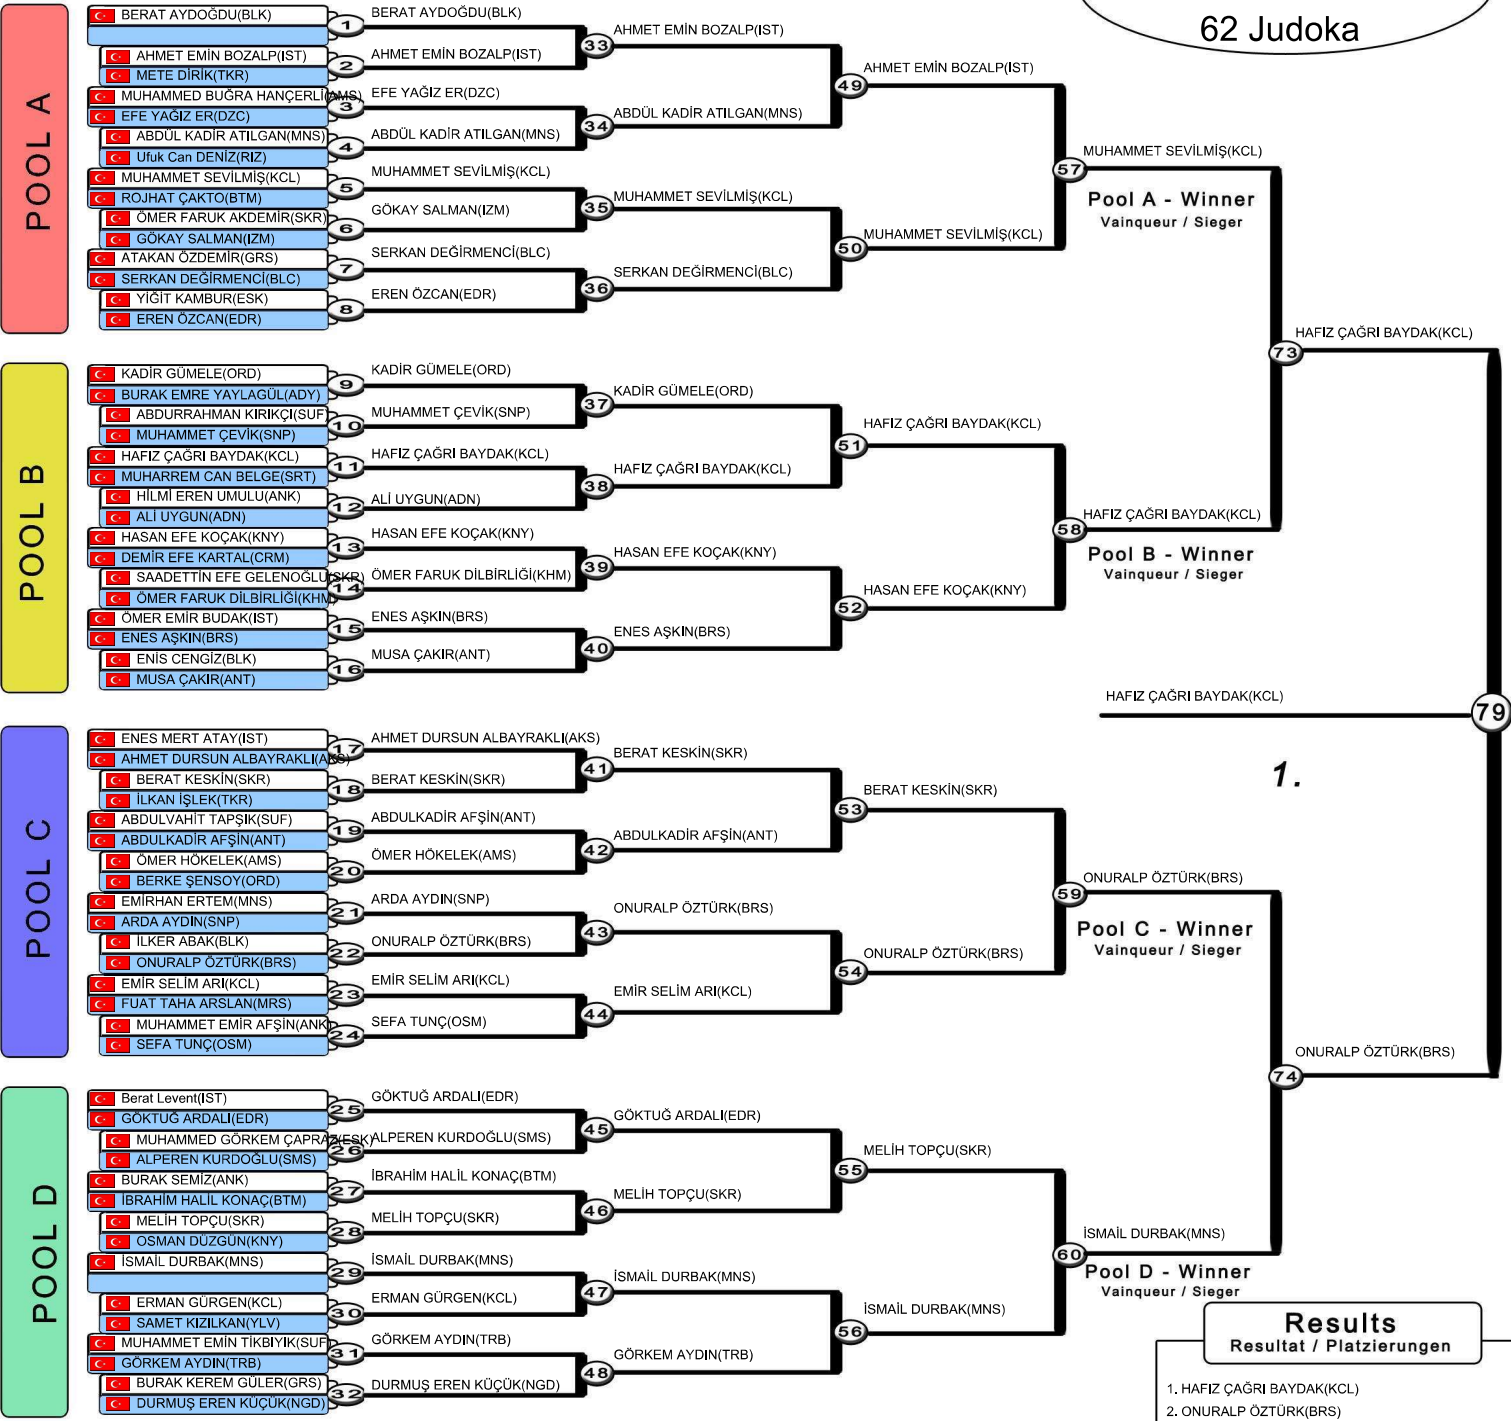 62 Judoka
POOL A
BERAT AYDOĞDU(BLK)
AHMET EMİN BOZALP(IST)
METE DİRİK(TKR)
MUHAMMED BUĞRA HANÇERLİ(AMS)
EFE YAĞIZ ER(DZC)
ABDÜL KADİR ATILGAN(MNS)
Ufuk Can DENİZ(RIZ)
MUHAMMET SEVİLMİŞ(KCL)
ROJHAT ÇAKTO(BTM)
ÖMER FARUK AKDEMİR(SKR)
GÖKAY SALMAN(IZM)
ATAKAN ÖZDEMİR(GRS)
SERKAN DEĞİRMENCİ(BLC)
YİĞİT KAMBUR(ESK)
EREN ÖZCAN(EDR)
1
2
3
4
5
6
7
8
BERAT AYDOĞDU(BLK)
AHMET EMİN BOZALP(IST)
EFE YAĞIZ ER(DZC)
ABDÜL KADİR ATILGAN(MNS)
MUHAMMET SEVİLMİŞ(KCL)
GÖKAY SALMAN(IZM)
SERKAN DEĞİRMENCİ(BLC)
EREN ÖZCAN(EDR)
33
34
35
36
AHMET EMİN BOZALP(IST)
ABDÜL KADİR ATILGAN(MNS)
MUHAMMET SEVİLMİŞ(KCL)
SERKAN DEĞİRMENCİ(BLC)
49
50
AHMET EMİN BOZALP(IST)
MUHAMMET SEVİLMİŞ(KCL)
57
MUHAMMET SEVİLMİŞ(KCL)
Pool A - Winner
Vainqueur / Sieger
POOL B
KADİR GÜMELE(ORD)
BURAK EMRE YAYLAGÜL(ADY)
ABDURRAHMAN KIRIKÇI(SUF)
MUHAMMET ÇEVİK(SNP)
HAFIZ ÇAĞRI BAYDAK(KCL)
MUHARREM CAN BELGE(SRT)
HİLMİ EREN UMULU(ANK)
ALİ UYGUN(ADN)
HASAN EFE KOÇAK(KNY)
DEMİR EFE KARTAL(CRM)
SAADETTİN EFE GELENOĞLU(SKR)
ÖMER FARUK DİLBİRLİĞİ(KHM)
ÖMER EMİR BUDAK(IST)
ENES AŞKIN(BRS)
ENİS CENGİZ(BLK)
MUSA ÇAKIR(ANT)
9
10
11
12
13
14
15
16
KADİR GÜMELE(ORD)
MUHAMMET ÇEVİK(SNP)
HAFIZ ÇAĞRI BAYDAK(KCL)
ALİ UYGUN(ADN)
HASAN EFE KOÇAK(KNY)
ÖMER FARUK DİLBİRLİĞİ(KHM)
ENES AŞKIN(BRS)
MUSA ÇAKIR(ANT)
37
38
39
40
KADİR GÜMELE(ORD)
HAFIZ ÇAĞRI BAYDAK(KCL)
HASAN EFE KOÇAK(KNY)
ENES AŞKIN(BRS)
51
52
HAFIZ ÇAĞRI BAYDAK(KCL)
HASAN EFE KOÇAK(KNY)
58
HAFIZ ÇAĞRI BAYDAK(KCL)
Pool B - Winner
Vainqueur / Sieger
73
HAFIZ ÇAĞRI BAYDAK(KCL)
HAFIZ ÇAĞRI BAYDAK(KCL)
79
1.
POOL C
ENES MERT ATAY(IST)
AHMET DURSUN ALBAYRAKLI(AKS)
BERAT KESKİN(SKR)
İLKAN İŞLEK(TKR)
ABDULVAHİT TAPŞIK(SUF)
ABDULKADİR AFŞİN(ANT)
ÖMER HÖKELEK(AMS)
BERKE ŞENSOY(ORD)
EMİRHAN ERTEM(MNS)
ARDA AYDIN(SNP)
İLKER ABAK(BLK)
ONURALP ÖZTÜRK(BRS)
EMİR SELİM ARI(KCL)
FUAT TAHA ARSLAN(MRS)
MUHAMMET EMİR AFŞİN(ANK)
SEFA TUNÇ(OSM)
17
18
19
20
21
22
23
24
AHMET DURSUN ALBAYRAKLI(AKS)
BERAT KESKİN(SKR)
ABDULKADİR AFŞİN(ANT)
ÖMER HÖKELEK(AMS)
ARDA AYDIN(SNP)
ONURALP ÖZTÜRK(BRS)
EMİR SELİM ARI(KCL)
SEFA TUNÇ(OSM)
41
42
43
44
BERAT KESKİN(SKR)
ABDULKADİR AFŞİN(ANT)
ONURALP ÖZTÜRK(BRS)
EMİR SELİM ARI(KCL)
53
54
BERAT KESKİN(SKR)
ONURALP ÖZTÜRK(BRS)
59
ONURALP ÖZTÜRK(BRS)
Pool C - Winner
Vainqueur / Sieger
74
ONURALP ÖZTÜRK(BRS)
POOL D
Berat Levent(IST)
GÖKTUĞ ARDALI(EDR)
MUHAMMED GÖRKEM ÇAPRAZ(ESK)
ALPEREN KURDOĞLU(SMS)
BURAK SEMİZ(ANK)
İBRAHİM HALİL KONAÇ(BTM)
MELİH TOPÇU(SKR)
OSMAN DÜZGÜN(KNY)
İSMAİL DURBAK(MNS)
ERMAN GÜRGEN(KCL)
SAMET KIZILKAN(YLV)
MUHAMMET EMİN TİKBIYIK(SUF)
GÖRKEM AYDIN(TRB)
BURAK KEREM GÜLER(GRS)
DURMUŞ EREN KÜÇÜK(NGD)
25
26
27
28
29
30
31
32
GÖKTUĞ ARDALI(EDR)
ALPEREN KURDOĞLU(SMS)
İBRAHİM HALİL KONAÇ(BTM)
MELİH TOPÇU(SKR)
İSMAİL DURBAK(MNS)
ERMAN GÜRGEN(KCL)
GÖRKEM AYDIN(TRB)
DURMUŞ EREN KÜÇÜK(NGD)
45
46
47
48
GÖKTUĞ ARDALI(EDR)
MELİH TOPÇU(SKR)
İSMAİL DURBAK(MNS)
GÖRKEM AYDIN(TRB)
55
56
MELİH TOPÇU(SKR)
İSMAİL DURBAK(MNS)
60
İSMAİL DURBAK(MNS)
Pool D - Winner
Vainqueur / Sieger
Results
Resultat / Platzierungen
1. HAFIZ ÇAĞRI BAYDAK(KCL)
2. ONURALP ÖZTÜRK(BRS)